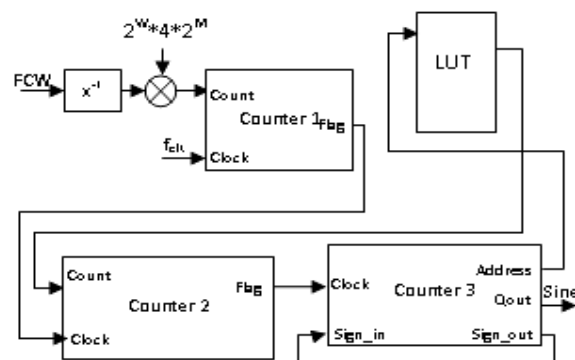 2^W*4*2^M
FCW
x^-1
Count
Counter 1
Flag
f_clk
Clock
LUT
Count
Flag
Counter 2
Clock
Clock
Address
Counter 3
Qout
Sine
Sign_in
Sign_out